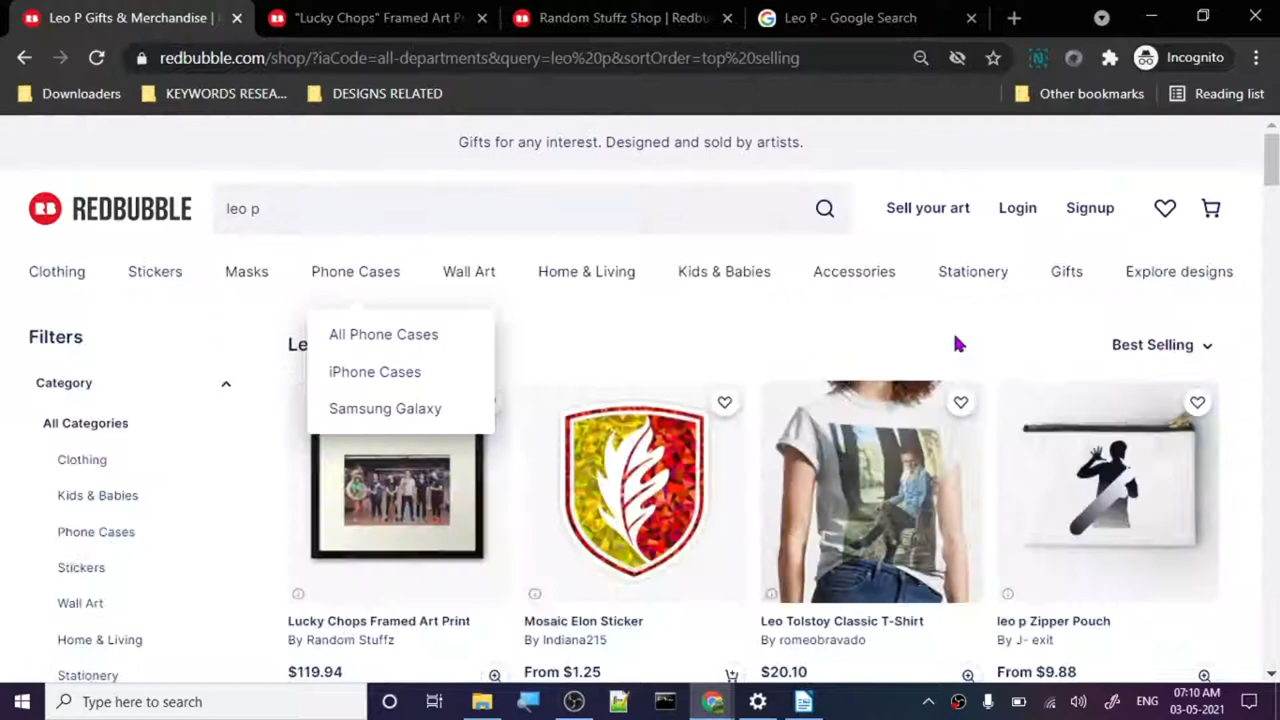 Leo P Gifts & Merchandise |
"Lucky Chops" Framed Art P
Random Stuffz Shop | Redbu
Leo P - Google Search
redbubble.com/shop/?iaCode=all-departments&query=leo%20p&sortOrder=top%20selling
Incognito
Downloaders
KEYWORDS RESEA...
DESIGNS RELATED
Other bookmarks
Reading list
Gifts for any interest. Designed and sold by artists.
RB REDBUBBLE
leo p
Sell your art
Login
Signup
Clothing
Stickers
Masks
Phone Cases
Wall Art
Home & Living
Kids & Babies
Accessories
Stationery
Gifts
Explore designs
Filters
All Phone Cases
iPhone Cases
Samsung Galaxy
Le
Best Selling
Category
All Categories
Clothing
Kids & Babies
Phone Cases
Stickers
Wall Art
Home & Living
Stationery
Lucky Chops Framed Art Print
By Random Stuffz
$119.94
Mosaic Elon Sticker
By Indiana215
From $1.25
Leo Tolstoy Classic T-Shirt
By romeobravado
$20.10
leo p Zipper Pouch
By J- exit
From $9.88
Type here to search
ENG
07:10 AM
03-05-2021